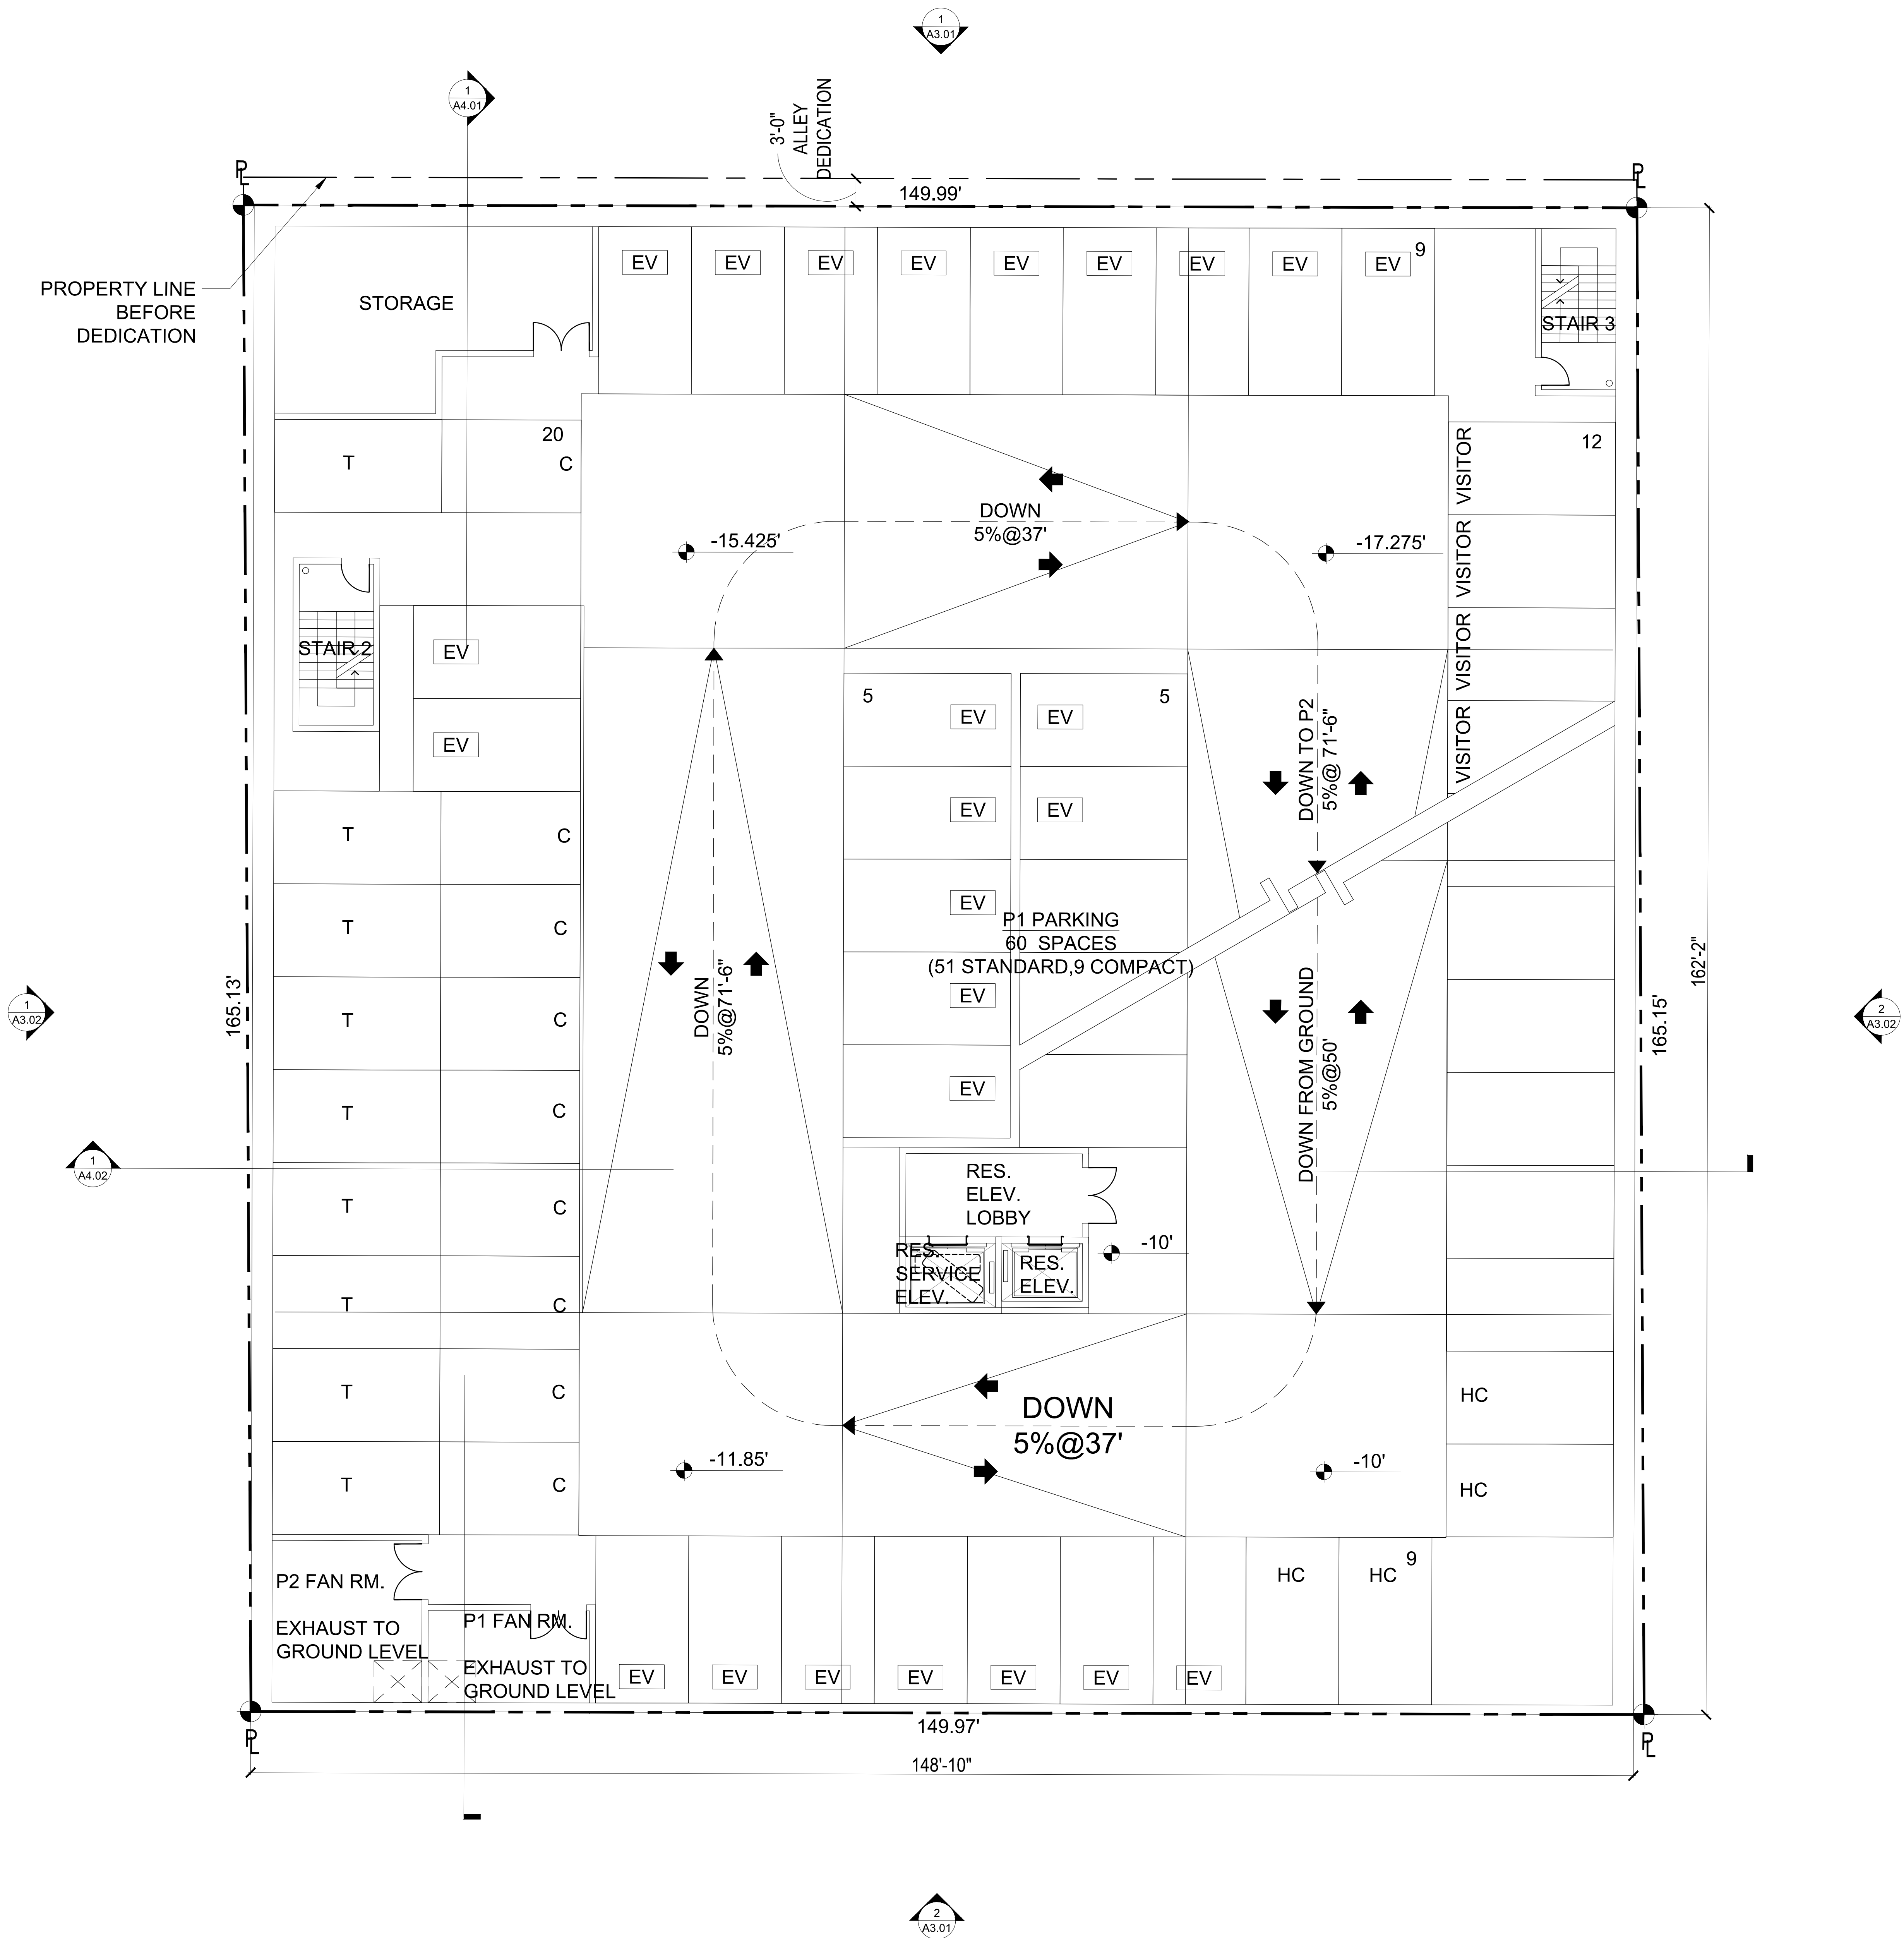 1
A3.01
1
A4.01
3'-0"
ALLEY
DEDICATION
PL
PL
149.99'
PROPERTY LINE
BEFORE
DEDICATION
STORAGE
EV
EV
EV
EV
EV
EV
EV
EV
EV
9
STAIR 3
T
20
C
VISITOR
12
VISITOR
VISITOR
VISITOR
DOWN
5%@37'
-15.425'
-17.275'
STAIR 2
EV
EV
5
EV
EV
5
EV
EV
EV
EV
EV
DOWN TO P2
5%@ 71'-6"
P1 PARKING
60 SPACES
(51 STANDARD,9 COMPACT)
T
C
T
C
T
C
T
C
T
C
T
C
T
C
T
C
DOWN
5%@71'-6"
DOWN FROM GROUND
5%@50'
165.13'
165.15'
162'-2"
1
A3.02
2
A3.02
1
A4.02
RES.
ELEV.
LOBBY
RES.
SERVICE
ELEV.
RES.
ELEV.
-10'
DOWN
5%@37'
-11.85'
-10'
HC
HC
HC
HC
9
P2 FAN RM.
EXHAUST TO
GROUND LEVEL
P1 FAN RM.
EXHAUST TO
GROUND LEVEL
EV
EV
EV
EV
EV
EV
EV
PL
PL
149.97'
148'-10"
2
A3.01